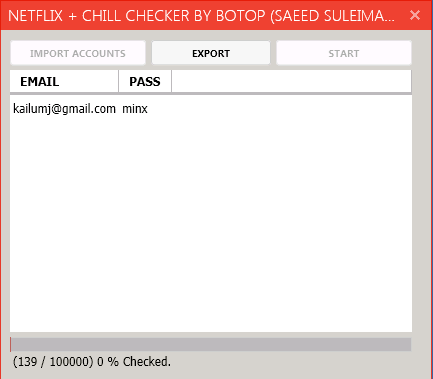 NETFLIX + CHILL CHECKER BY BOTOP (SAEED SULEIMA...
IMPORT ACCOUNTS EXPORT START
EMAIL PASS
kailumj@gmail.com minx
(139 / 100000) 0 % Checked.